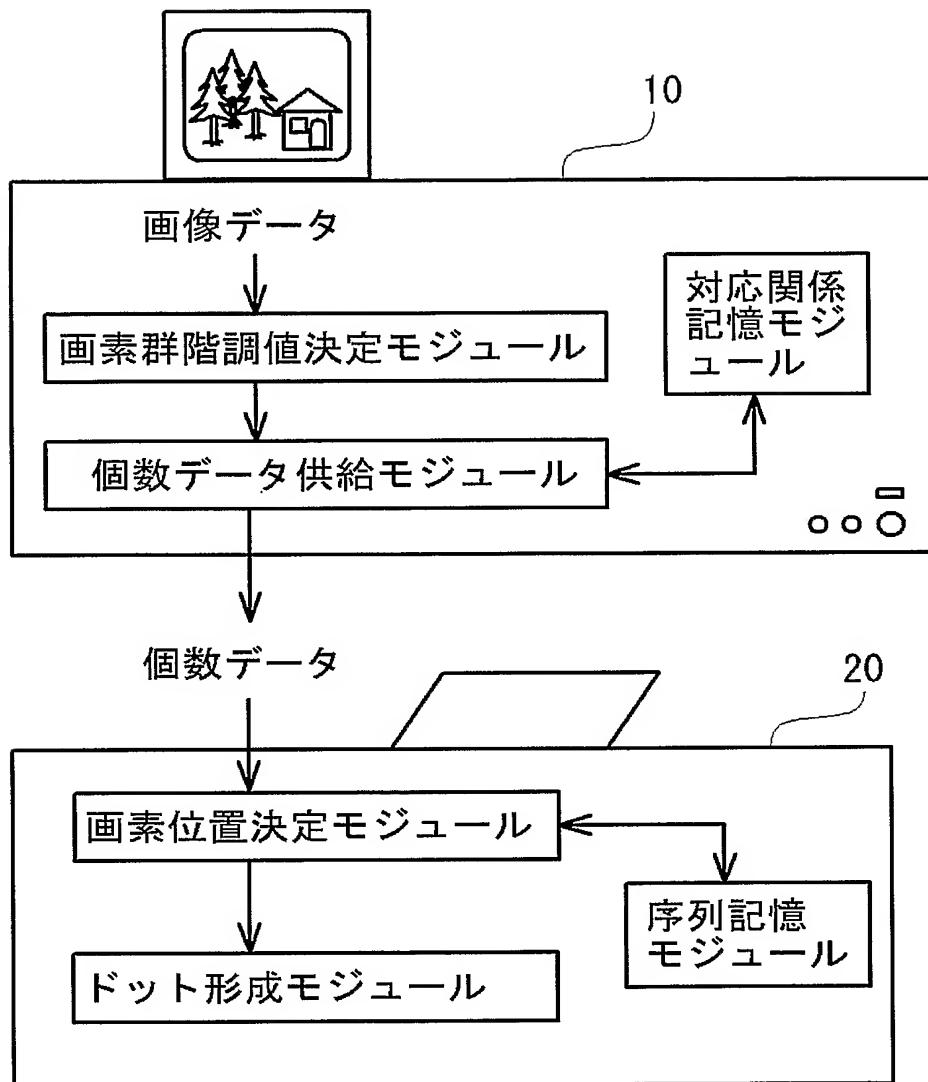 10
画像データ
対応関係
記憶モジ
ュール
画素群階調値決定モジュール
個数データ供給モジュール
個数データ
20
画素位置決定モジュール
序列記憶
モジュール
ドット形成モジュール